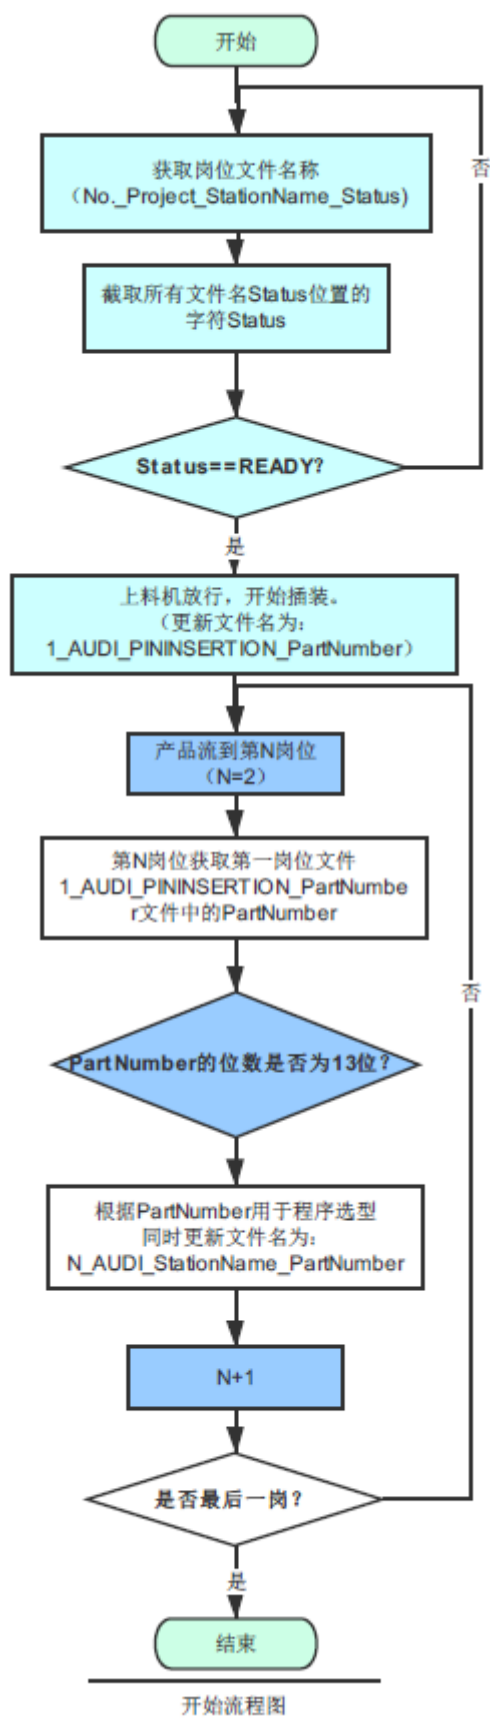 开始
获取岗位文件名称
（No._Project_StationName_Status)
否
截取所有文件名Status位置的
字符Status
Status==READY?
是
上料机放行，开始插装。
（更新文件名为：
1_AUDI_PININSERTION_PartNumber）
产品流到第N岗位
（N=2）
第N岗位获取第一岗位文件
1_AUDI_PININSERTION_PartNumbe
r文件中的PartNumber
否
PartNumber的位数是否为13位？
根据PartNumber用于程序选型
同时更新文件名为：
N_AUDI_StationName_PartNumber
N+1
是否最后一岗？
是
结束
开始流程图